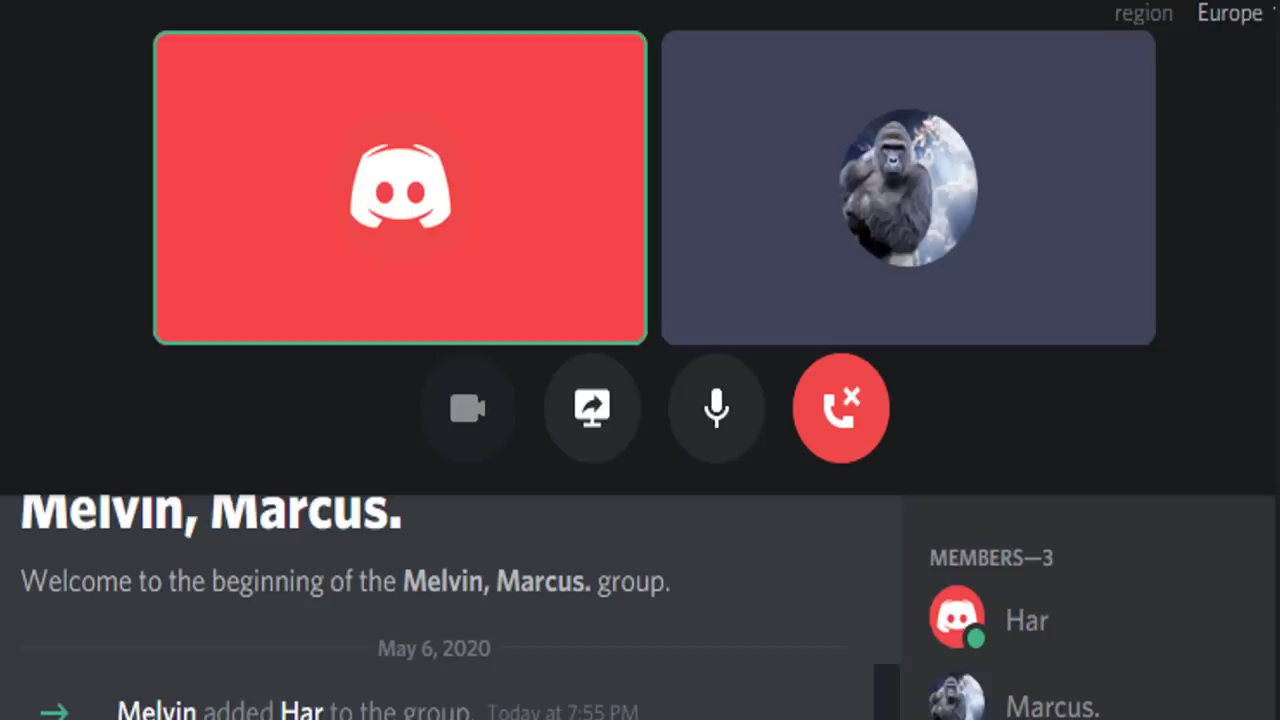 region Europe
Melvin, Marcus.
Welcome to the beginning of the Melvin, Marcus. group.
May 6, 2020
Melvin added Har to the group. Today at 7:55 PM
MEMBERS—3
Har
Marcus.